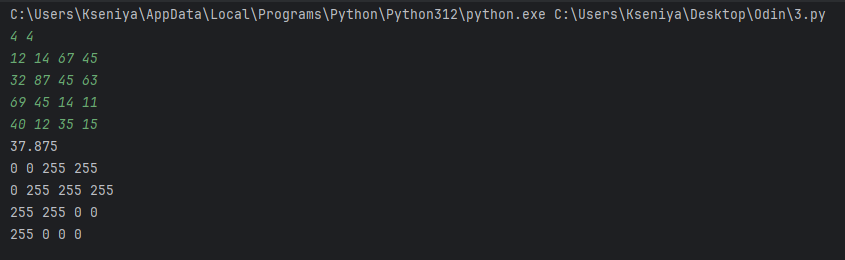 C:\Users\Kseniya\AppData\Local\Programs\Python\Python312\python.exe C:\Users\Kseniya\Desktop\Odin\3.py
4 4
12 14 67 45
32 87 45 63
69 45 14 11
40 12 35 15
37.875
0 0 255 255
0 255 255 255
255 255 0 0
255 0 0 0